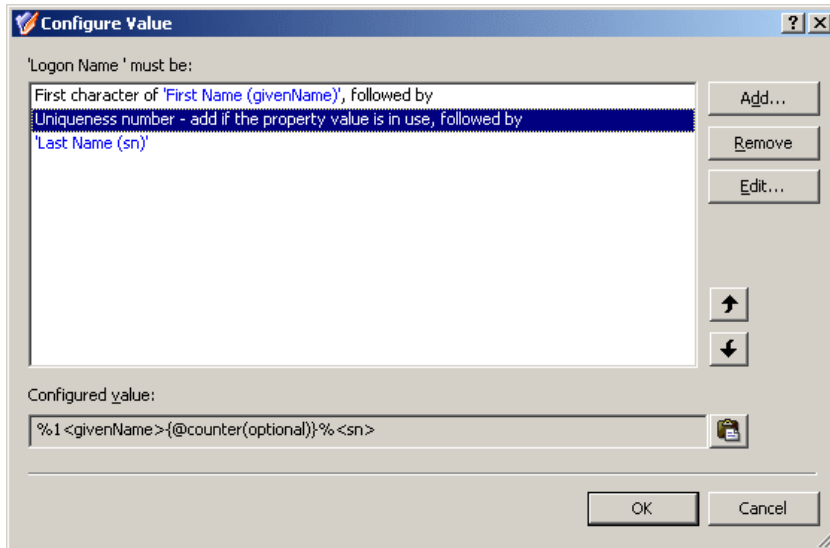 Configure Value
'Logon Name ' must be:
First character of 'First Name (givenName)', followed by
Uniqueness number - add if the property value is in use, followed by
'Last Name (sn)'
Add...
Remove
Edit...
Configured value:
%1<givenName>{@counter(optional)}%<sn>
OK
Cancel